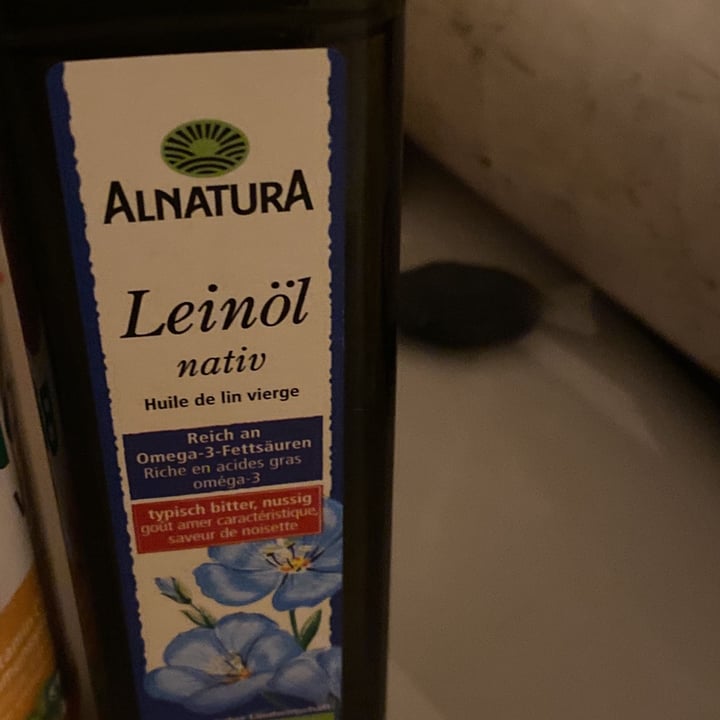 ALNATURA
Leinöl
nativ
Huile de lin vierge
Reich an
Omega-3-Fettsäuren
Riche en acides gras
oméga-3
typisch bitter, nussig
goût amer caractéristique,
saveur de noisette
Landwirtschaft